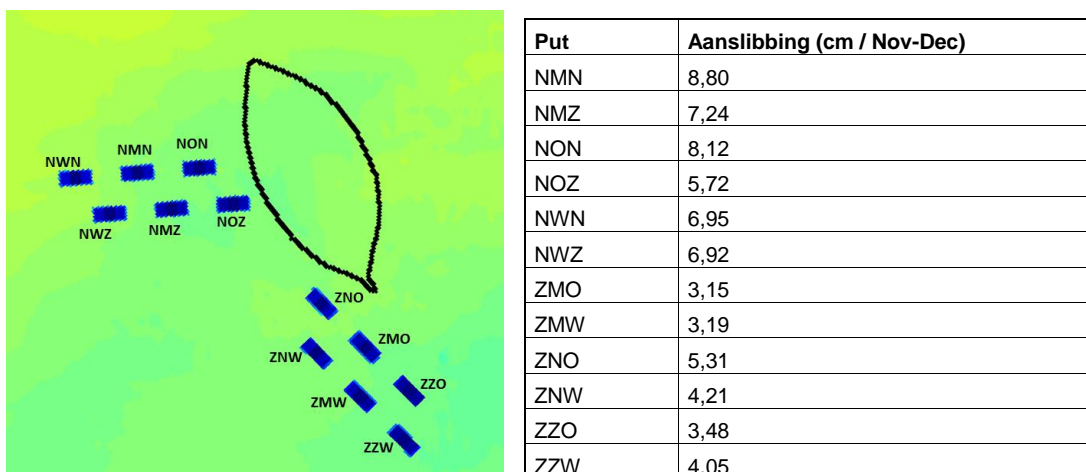 NWN NMN NON
NWZ NMZ NOZ
ZNO
ZNW ZMO
ZMW ZZO
ZZW
Put Aanslibbing (cm / Nov-Dec)
NMN 8,80
NMZ 7,24
NON 8,12
NOZ 5,72
NWN 6,95
NWZ 6,92
ZMO 3,15
ZMW 3,19
ZNO 5,31
ZNW 4,21
ZZO 3,48
ZZW 4,05